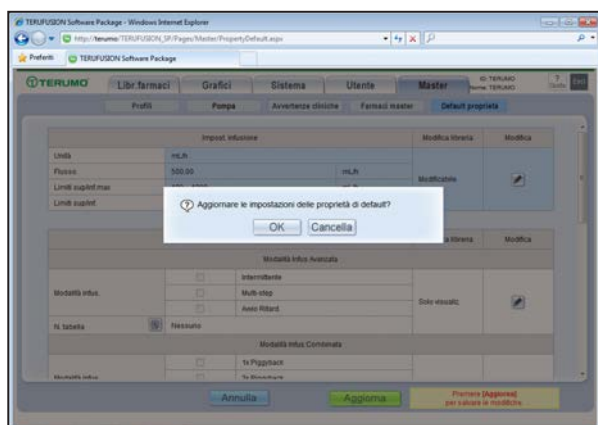 TERUFUSION Software Package - Windows Internet Explorer
http://terumo/TERUFUSION_SP/Pages/Master/PropertyDefault.aspx
Preferiti TERUFUSION Software Package
TERUMO Libr.farmaci Grafici Sistema Utente Master ID: TERUMO
Nome: TERUMO
Profili Pompa Avvertenze cliniche Farmaci master Default proprietà
Impost. infusione Modifica libreria Modifica
Unità mL/h
Flusso 500.00 mL/h Modificabile
Limiti sup/inf.max
Limiti sup/inf.
Aggiornare le impostazioni delle proprietà di default?
OK Cancella
Modifica
Modalità Infus Avanzata
Intermittente
Modalità infus. Multi-step Solo visualiz.
Avvio Ritard.
N. tabella Nessuno
Modalità Infus Combinata
1x Piggyback
Modalità infus.
Annulla Aggiorna Premere [Aggiorna]
per salvare le modifiche.